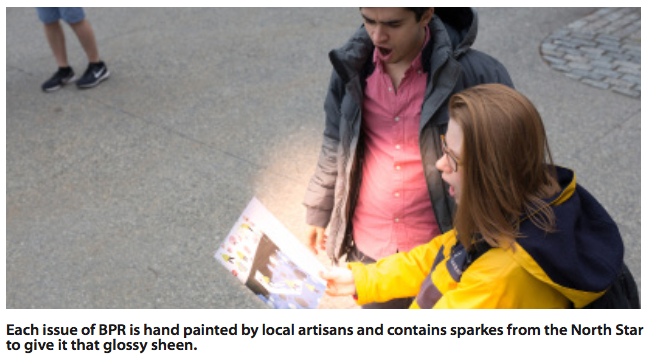 Each issue of BPR is hand painted by local artisans and contains sparkes from the North Star
to give it that glossy sheen.